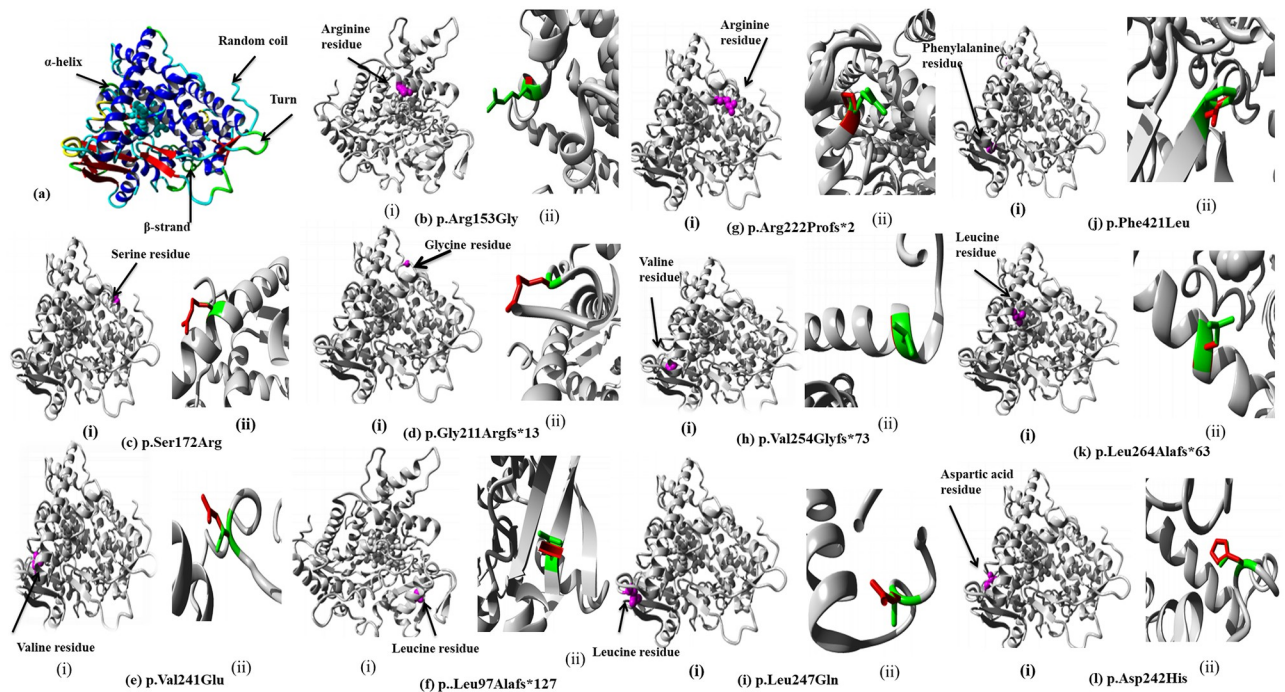 α-helix
Random coil
Turn
β-strand
(a)
Arginine
residue
(i)
(ii)
(b) p.Arg153Gly
Arginine
residue
(i)
(ii)
(g) p.Arg222Profs*2
Phenylalanine
residue
(i)
(ii)
(j) p.Phe421Leu
Serine residue
(i)
(ii)
(c) p.Ser172Arg
Glycine residue
(i)
(ii)
(d) p.Gly211Argfs*13
Valine
residue
(i)
(ii)
(h) p.Val254Glyfs*73
Leucine
residue
(i)
(ii)
(k) p.Leu264Alafs*63
Valine residue
(i)
(ii)
(e) p.Val241Glu
Leucine residue
(i)
(ii)
(f) p..Leu97Alafs*127
Leucine residue
(i)
(ii)
(i) p.Leu247Gln
Aspartic acid
residue
(i)
(ii)
(l) p.Asp242His